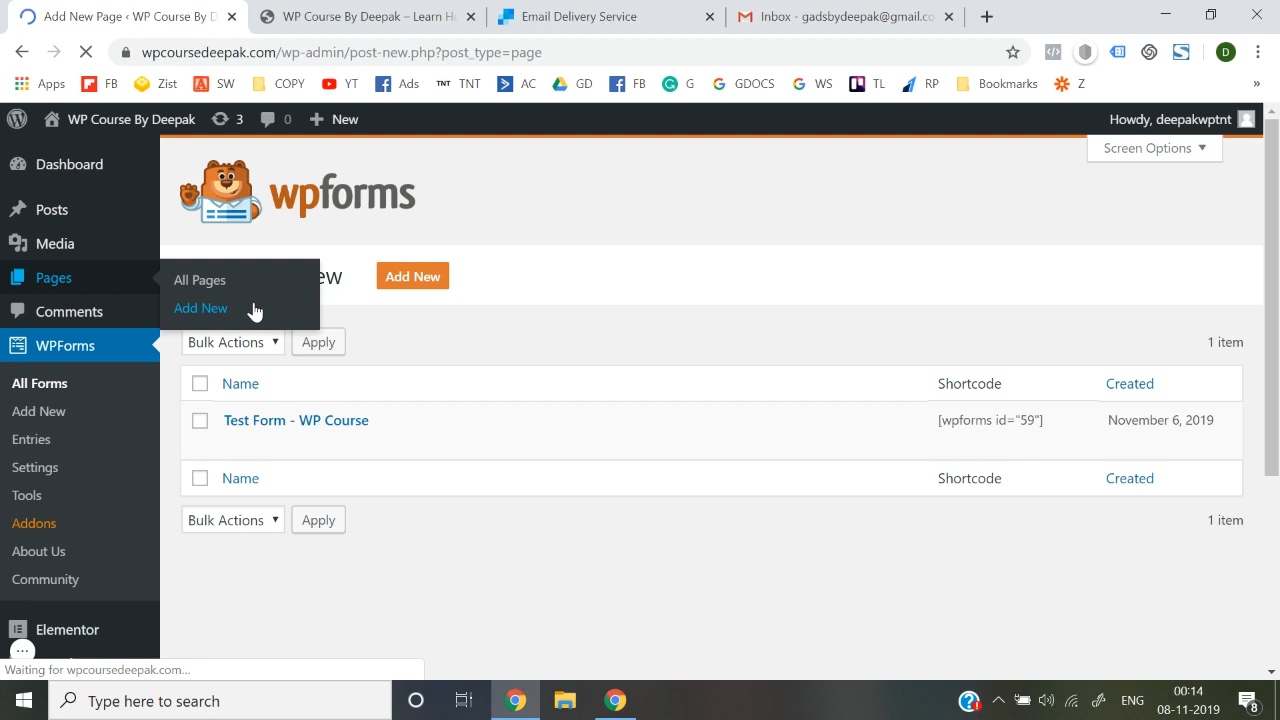 Add New Page ‹ WP Course By D
WP Course By Deepak – Learn H
Email Delivery Service
Inbox - gadsbydeepak@gmail.co
wpcoursedeepak.com/wp-admin/post-new.php?post_type=page
D
Apps FB Zist SW COPY YT Ads TNT TNT AC GD FB G GDOCS WS TL RP Bookmarks Z »
WP Course By Deepak 3 0 New
Howdy, deepakwptnt
Screen Options ▼
Dashboard
Posts
Media
Pages
Comments
WPForms
All Forms
Add New
Entries
Settings
Tools
Addons
About Us
Community
Elementor
All Pages
Add New
wpforms
ew
Add New
Bulk Actions ▼ Apply 1 item
Name Shortcode Created
Test Form - WP Course [wpforms id="59"] November 6, 2019
Name Shortcode Created
Bulk Actions ▼ Apply 1 item
Waiting for wpcoursedeepak.com...
Type here to search
ENG
00:14
08-11-2019
8